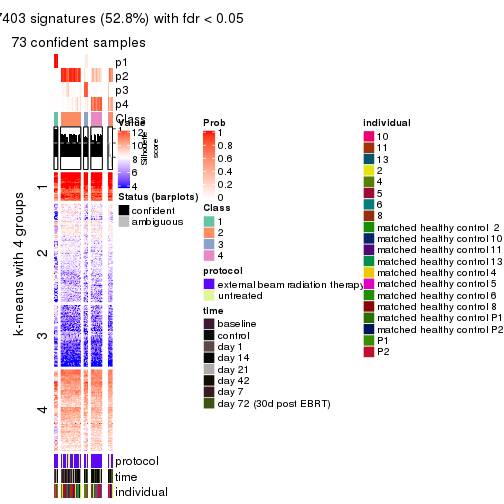 7403 signatures (52.8%) with fdr < 0.05
73 confident samples
p1
p2
p3
p4
Class
Silhouette
score
1
2
3
4
k-means with 4 groups
protocol
time
individual
Value
12
10
8
6
4
Status (barplots)
confident
ambiguous
Prob
1
0.8
0.6
0.4
0.2
0
Class
1
2
3
4
protocol
external beam radiation therapy
untreated
time
baseline
control
day 1
day 14
day 21
day 42
day 7
day 72 (30d post EBRT)
individual
10
11
13
2
4
5
6
8
matched healthy control 2
matched healthy control 10
matched healthy control 11
matched healthy control 13
matched healthy control 4
matched healthy control 5
matched healthy control 6
matched healthy control 8
matched healthy control P1
matched healthy control P2
P1
P2